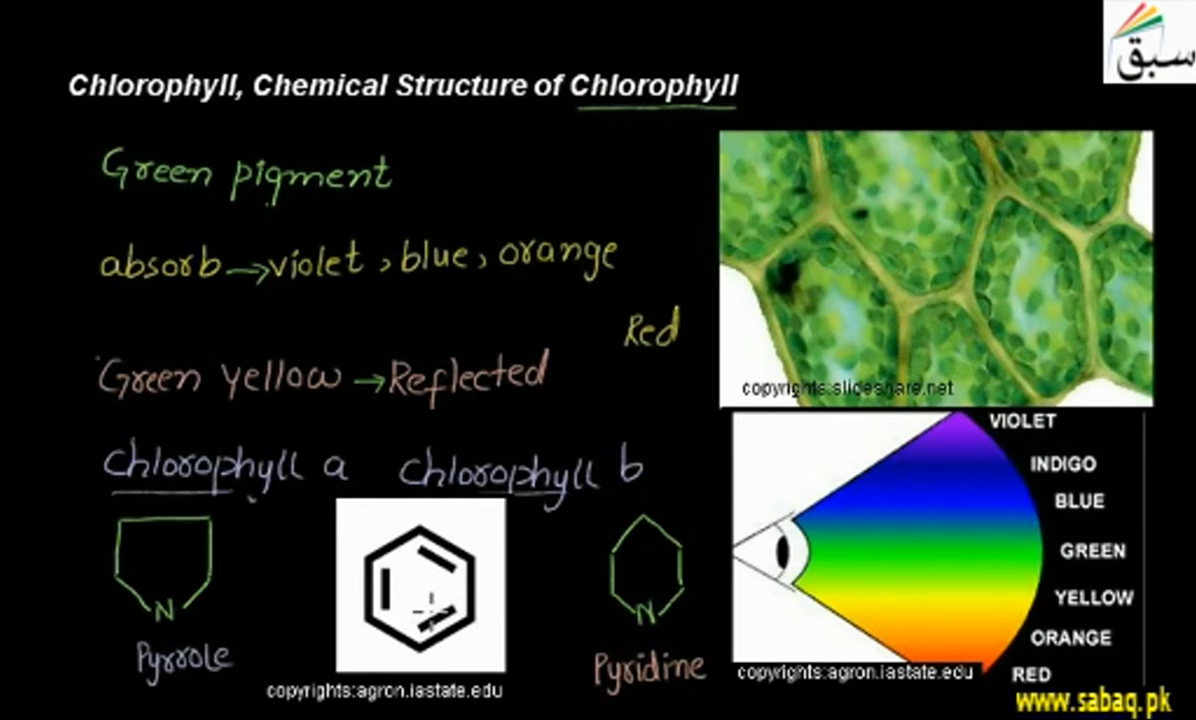 سبق
Chlorophyll, Chemical Structure of Chlorophyll
Green pigment
absorb → violet, blue, orange
Red
Green yellow → Reflected
copyrights:slideshare.net
Chlorophyll a Chlorophyll b
VIOLET
INDIGO
BLUE
GREEN
YELLOW
ORANGE
RED
N
N
Pyrrole
Pyridine
copyrights:agron.iastate.edu
copyrights:agron.iastate.edu
www.sabaq.pk